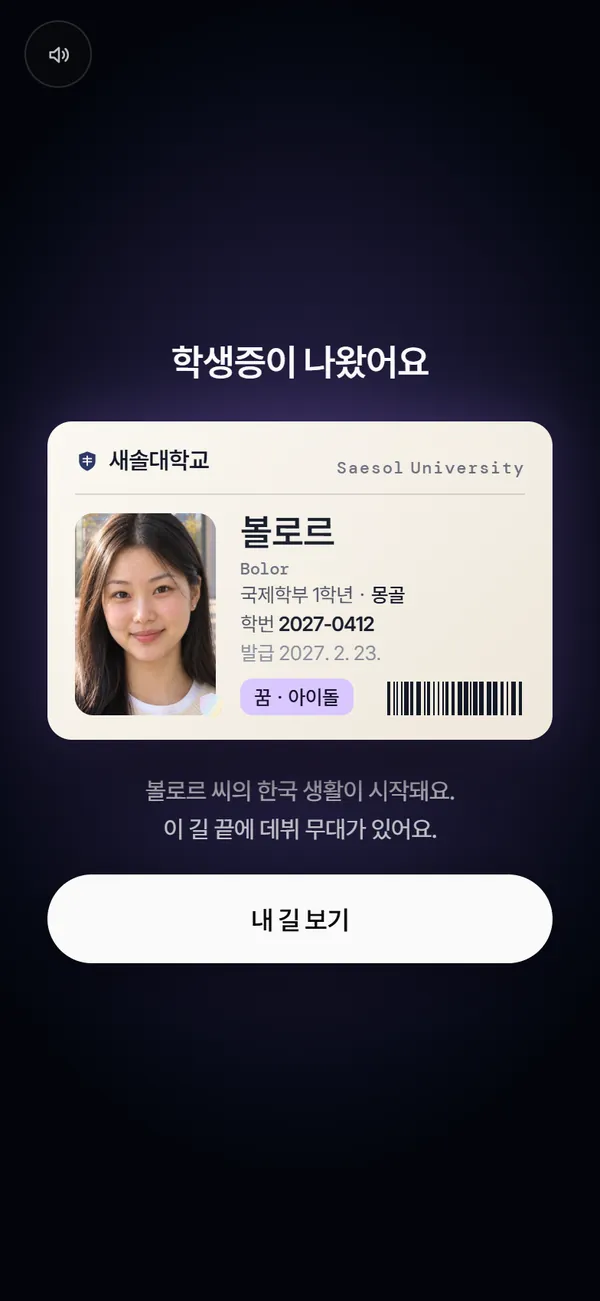 학생증이 나왔어요
새솔대학교
Saesol University
볼로르
Bolor
국제학부 1학년 · 몽골
학번 2027-0412
발급 2027. 2. 23.
꿈 · 아이돌
볼로르 씨의 한국 생활이 시작돼요.
이 길 끝에 데뷔 무대가 있어요.
내 길 보기